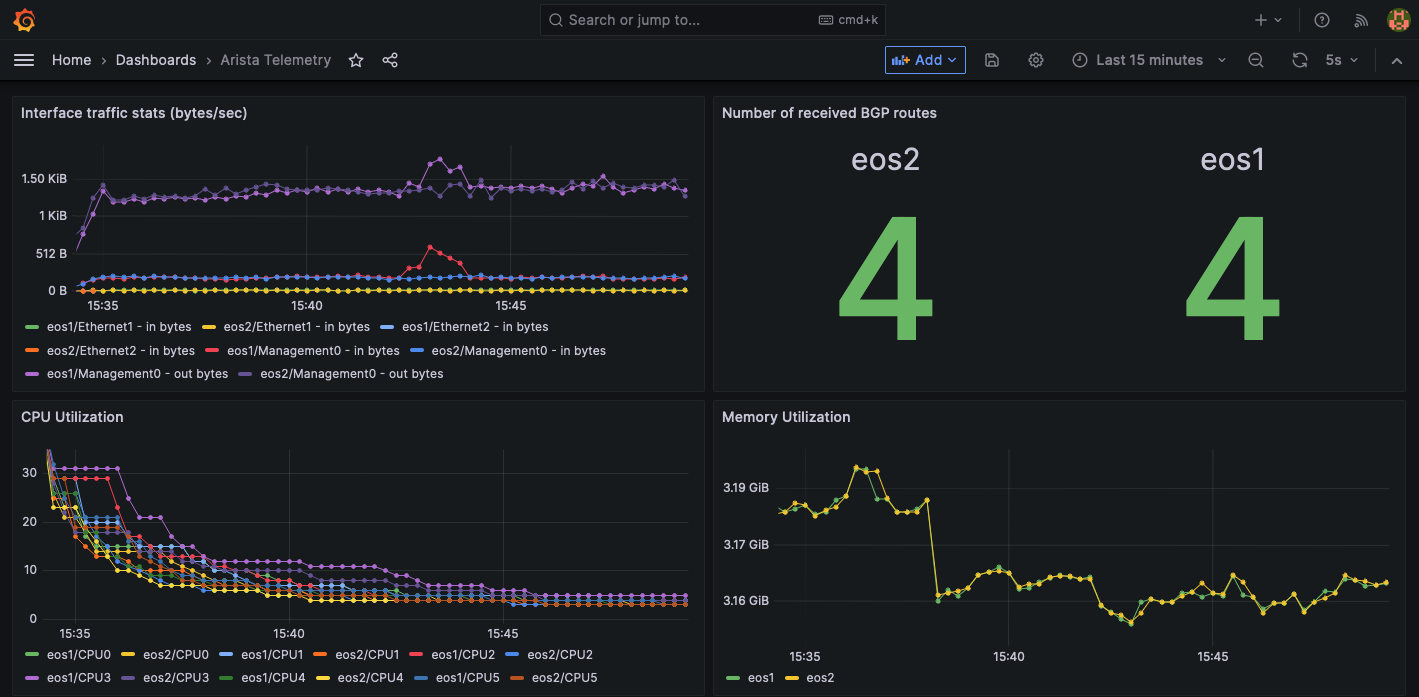 Search or jump to... cmd+k
Home › Dashboards › Arista Telemetry Add Last 15 minutes 5s
Interface traffic stats (bytes/sec)
1.50 KiB
1 KiB
512 B
0 B
15:35 15:40 15:45
eos1/Ethernet1 - in bytes eos2/Ethernet1 - in bytes eos1/Ethernet2 - in bytes
eos2/Ethernet2 - in bytes eos1/Management0 - in bytes eos2/Management0 - in bytes
eos1/Management0 - out bytes eos2/Management0 - out bytes
Number of received BGP routes
eos2 eos1
4 4
CPU Utilization
30
20
10
0
15:35 15:40 15:45
eos1/CPU0 eos2/CPU0 eos1/CPU1 eos2/CPU1 eos1/CPU2 eos2/CPU2
eos1/CPU3 eos2/CPU3 eos1/CPU4 eos2/CPU4 eos1/CPU5 eos2/CPU5
Memory Utilization
3.19 GiB
3.17 GiB
3.16 GiB
15:35 15:40 15:45
eos1 eos2